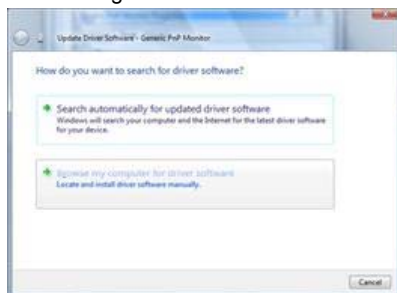 Update Driver Software - Generic PnP Monitor
How do you want to search for driver software?
Search automatically for updated driver software
Windows will search your computer and the Internet for the latest driver software
for your device.
Browse my computer for driver software
Locate and install driver software manually.
Cancel